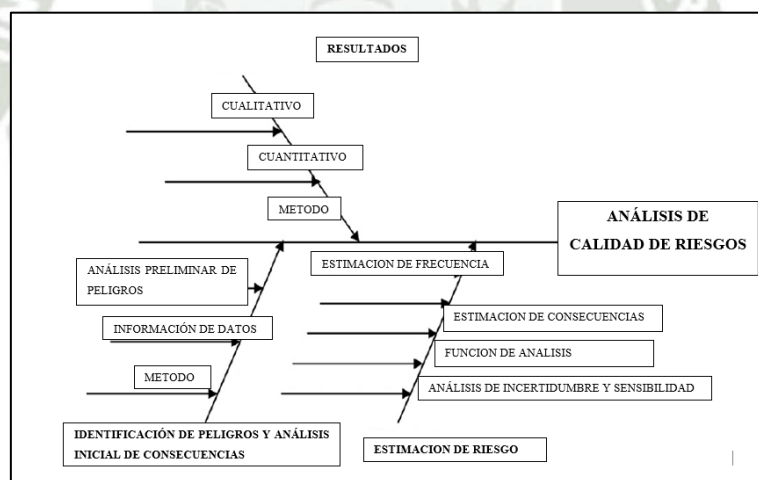 RESULTADOS
CUALITATIVO
CUANTITATIVO
METODO
ANÁLISIS DE
CALIDAD DE RIESGOS
ANÁLISIS PRELIMINAR DE
PELIGROS
ESTIMACION DE FRECUENCIA
INFORMACIÓN DE DATOS
ESTIMACION DE CONSECUENCIAS
FUNCION DE ANALISIS
METODO
ANÁLISIS DE INCERTIDUMBRE Y SENSIBILIDAD
IDENTIFICACIÓN DE PELIGROS Y ANÁLISIS
INICIAL DE CONSECUENCIAS
ESTIMACION DE RIESGO